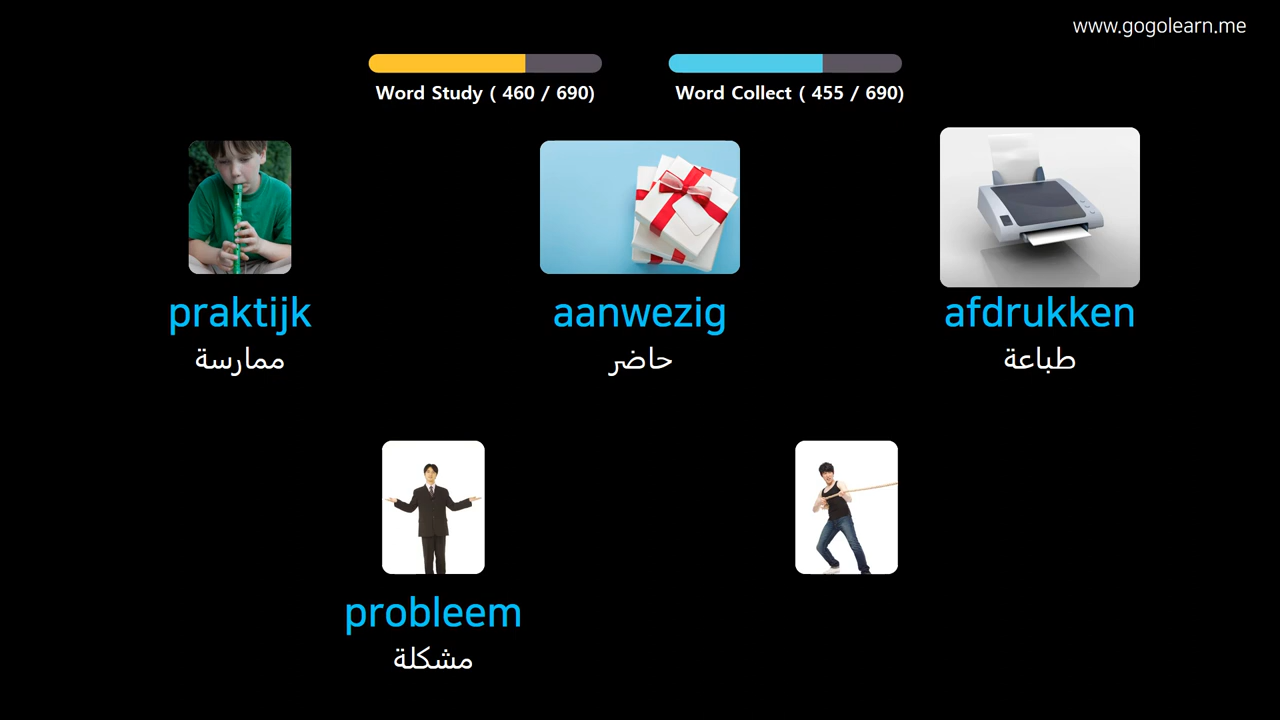 www.gogolearn.me
Word Study ( 460 / 690)
Word Collect ( 455 / 690)
praktijk
ممارسة
aanwezig
حاضر
afdrukken
طباعة
probleem
مشكلة